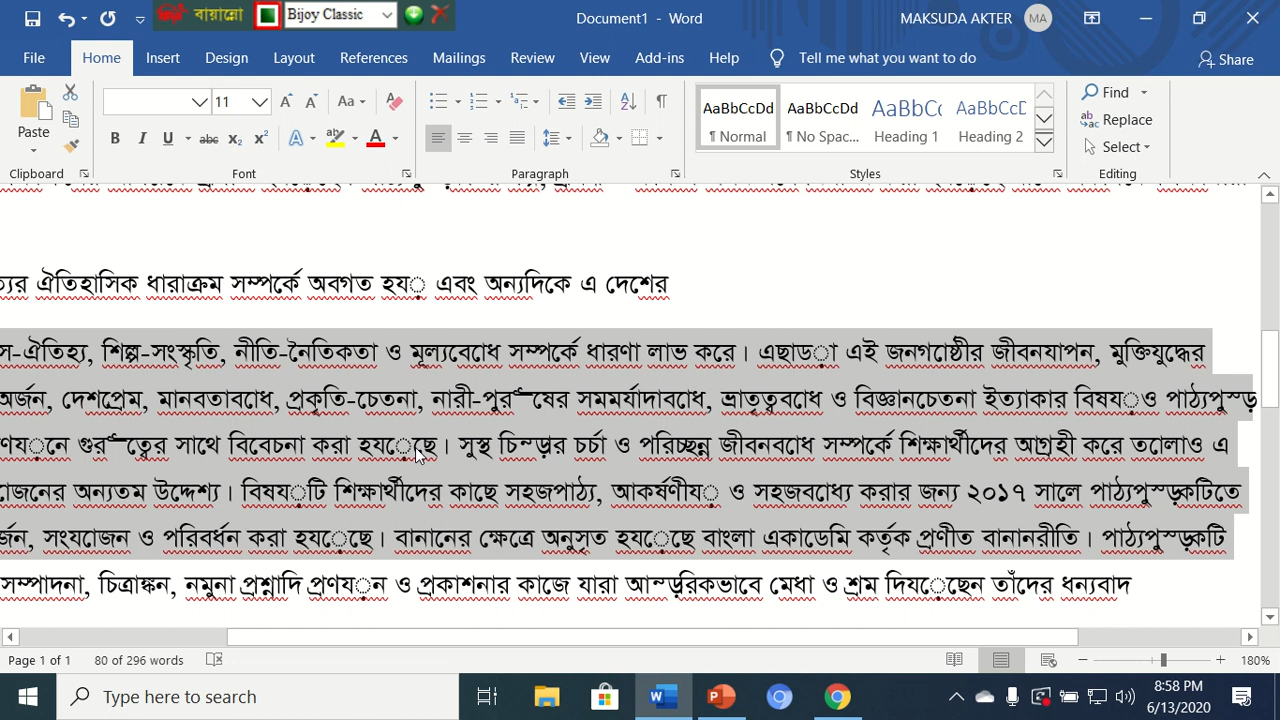 বায়ান্নো Bijoy Classic Document1 - Word MAKSUDA AKTER MA
File Home Insert Design Layout References Mailings Review View Add-ins Help Tell me what you want to do Share
Paste 11 Aa A
B I U abc x₂ x² A A
AaBbCcDd AaBbCcDd AaBbCc AaBbCcD
¶ Normal ¶ No Spac... Heading 1 Heading 2
Find
Replace
Select
Clipboard Font Paragraph Styles Editing
ত্যর ঐতিহাসিক ধারাক্রম সম্পর্কে অবগত হয◌় এবং অন্যদিকে এ দেশের
স-ঐতিহ্য, শিল্প-সংস্কৃতি, নীতি-নৈতিকতা ও মূল্যবোধে সম্পর্কে ধারণা লাভ করে। এছাড◌়া এই জনগোষ্ঠীর জীবনযাপন, মুক্তিযুদ্ধের
অর্জন, দেশপ্রেম, মানবতাবোধ, প্রকৃতি-চেতনা, নারী-পুর"ষের সমমর্যাদাবোধ, ভ্রাতৃত্ববোধ ও বিজ্ঞানচেতনা ইত্যাকার বিষয◌়ও পাঠ্যপুস্ড়
ণয◌়নে গুর"ত্বের সাথে বিবেচনা করা হয◌়েছে। সুস্থ চিন্ড়র চর্চা ও পরিচ্ছন্ন জীবনবোধ সম্পর্কে শিক্ষার্থীদের আগ্রহী করে তোলাও এ
োজনের অন্যতম উদ্দেশ্য। বিষয◌়টি শিক্ষার্থীদের কাছে সহজপাঠ্য, আকর্ষণীয◌় ও সহজবোধ্য করার জন্য ২০১৭ সালে পাঠ্যপুস্ড়কটিতে
র্জন, সংযোজন ও পরিবর্ধন করা হয◌়েছে। বানানের ক্ষেত্রে অনুসৃত হয◌়েছে বাংলা একাডেমি কর্তৃক প্রণীত বানানরীতি। পাঠ্যপুস্ড়কটি
সম্পাদনা, চিত্রাঙ্কন, নমুনা প্রশ্নাদি প্রণয◌়ন ও প্রকাশনার কাজে যারা আন্ড়রিকভাবে মেধা ও শ্রম দিয◌়েছেন তাঁদের ধন্যবাদ
Page 1 of 1 80 of 296 words 180%
Type here to search 8:58 PM
6/13/2020